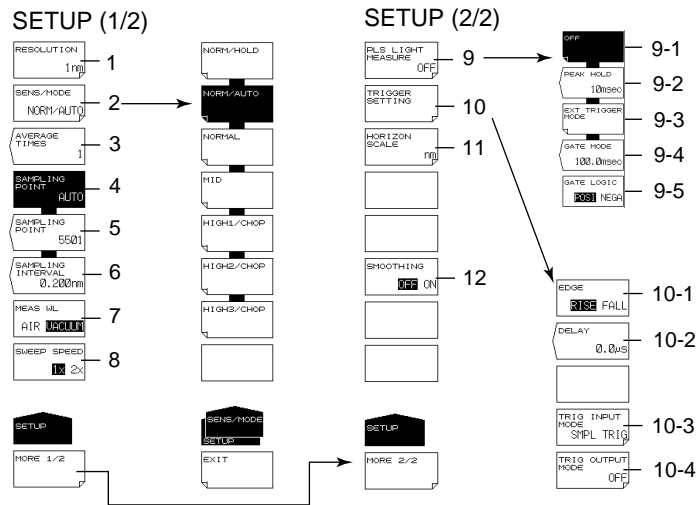 SETUP (1/2)
RESOLUTION
1nm
1
SENS/MODE
NORM/AUTO
2
AVERAGE
TIMES
1
3
SAMPLING
POINT
AUTO
4
SAMPLING
POINT
5501
5
SAMPLING
INTERVAL
0.200nm
6
MEAS WL
AIR VACUUM
7
SWEEP SPEED
1x 2x
8
SETUP
MORE 1/2
NORM/HOLD
NORM/AUTO
NORMAL
MID
HIGH1/CHOP
HIGH2/CHOP
HIGH3/CHOP
SENS/MODE
SETUP
EXIT
SETUP (2/2)
PLS LIGHT
MEASURE
OFF
9
TRIGGER
SETTING
10
HORIZON
SCALE
nm
11
SMOOTHING
OFF ON
12
SETUP
MORE 2/2
OFF
9-1
PEAK HOLD
10msec
9-2
EXT TRIGGER
MODE
9-3
GATE MODE
100.0msec
9-4
GATE LOGIC
POSI NEGA
9-5
EDGE
RISE FALL
10-1
DELAY
0.0µs
10-2
TRIG INPUT
MODE
SMPL TRIG
10-3
TRIG OUTPUT
MODE
OFF
10-4